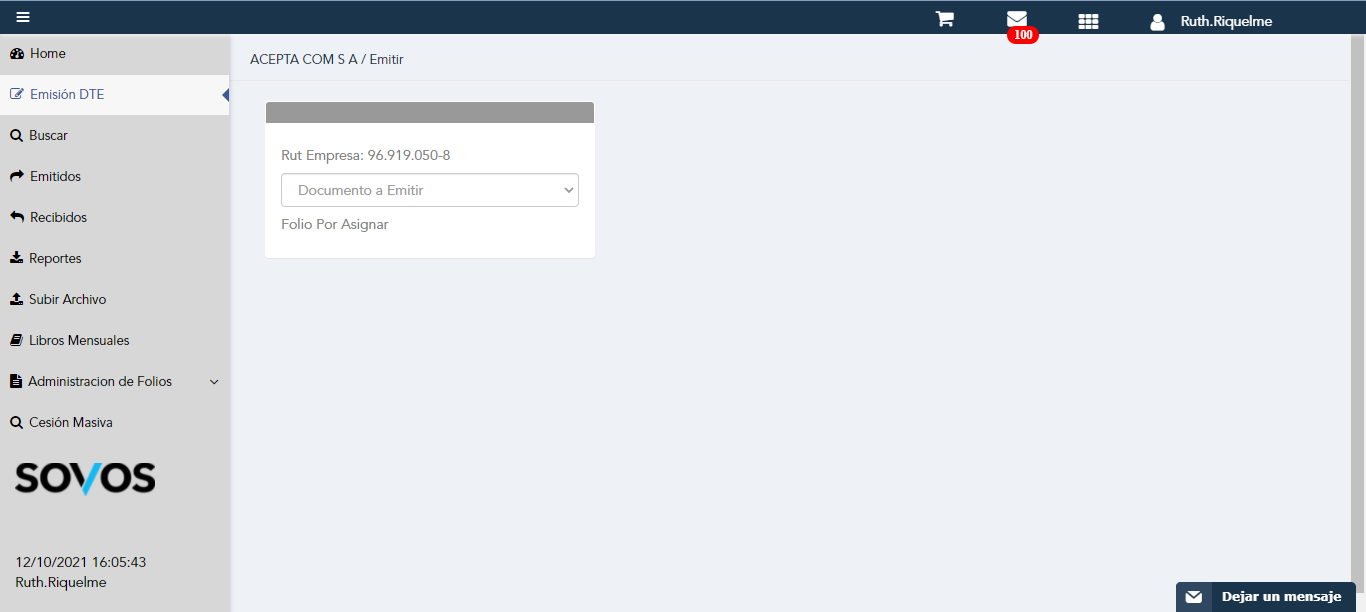 Ruth.Riquelme
100
Home
ACEPTA COM S A / Emitir
Emisión DTE
Buscar
Rut Empresa: 96.919.050-8
Emitidos
Documento a Emitir
Recibidos
Folio Por Asignar
Reportes
Subir Archivo
Libros Mensuales
Administracion de Folios
Cesión Masiva
SOVOS
12/10/2021 16:05:43
Ruth.Riquelme
Dejar un mensaje